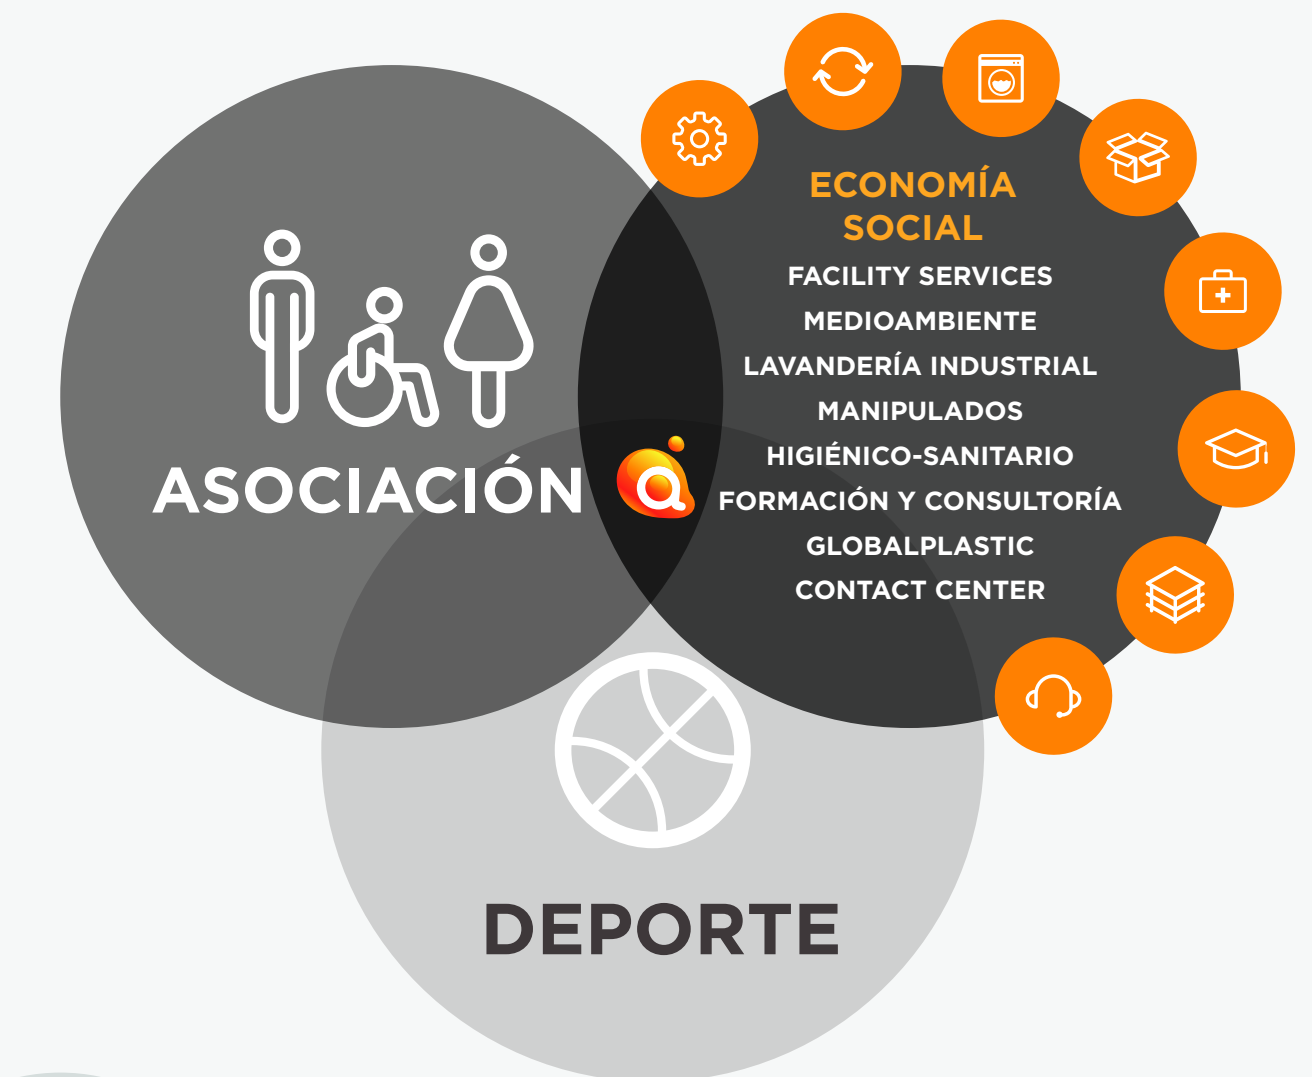 ASOCIACIÓN
ECONOMÍA
SOCIAL
FACILITY SERVICES
MEDIOAMBIENTE
LAVANDERÍA INDUSTRIAL
MANIPULADOS
HIGIÉNICO-SANITARIO
FORMACIÓN Y CONSULTORÍA
GLOBALPLASTIC
CONTACT CENTER
DEPORTE